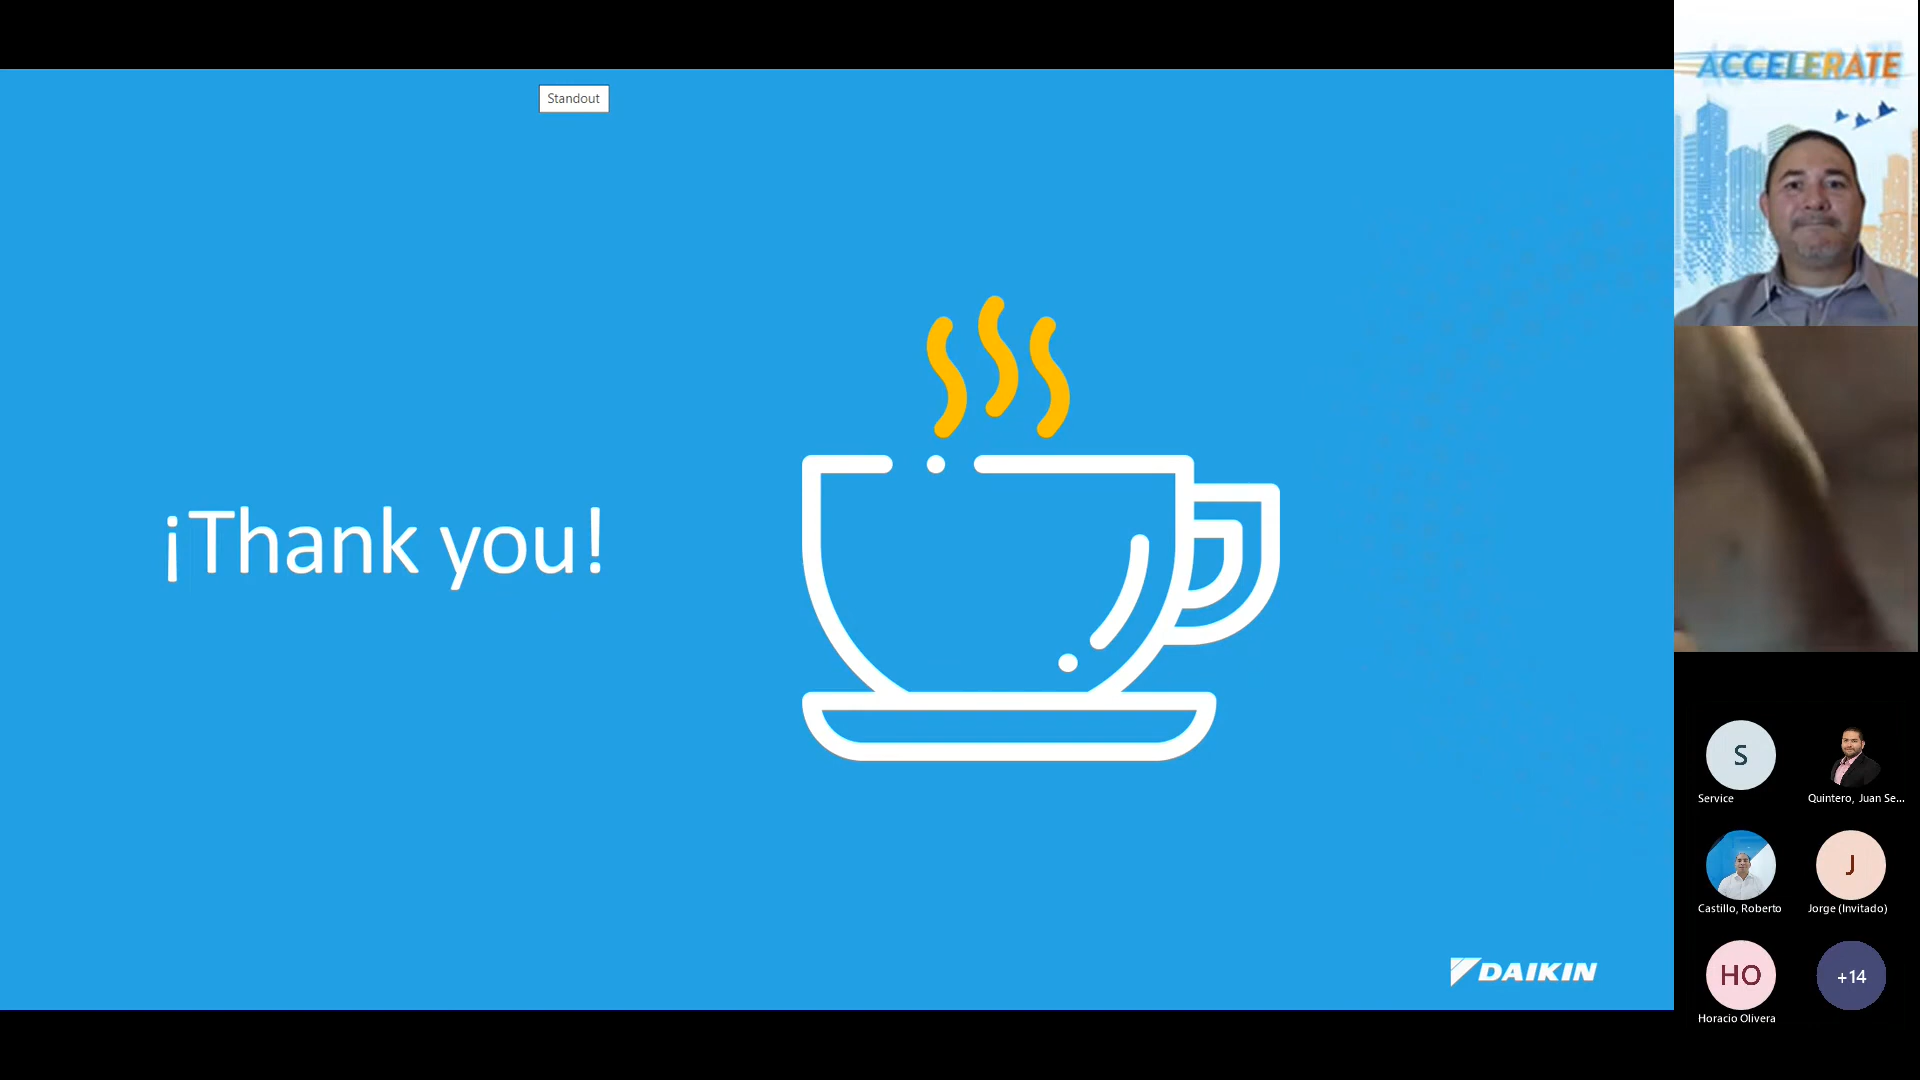 Standout
¡Thank you!
DAIKIN
ACCELERATE
S
Service
Quintero, Juan Se...
Castillo, Roberto
J
Jorge (Invitado)
HO
Horacio Olivera
+14